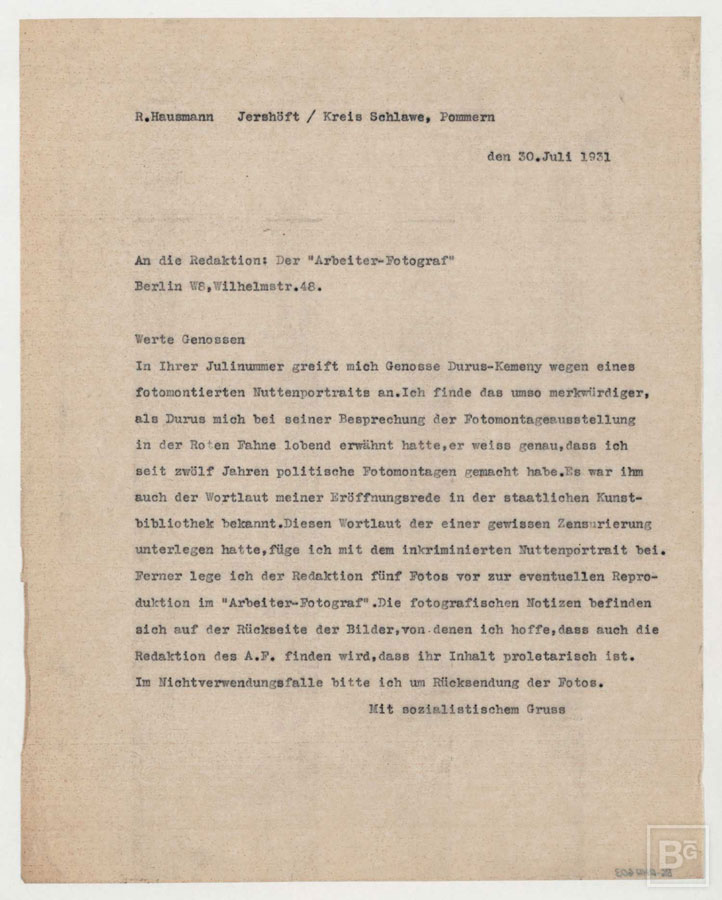 R.Hausmann Jershöft / Kreis Schlawe, Pommern
den 30.Juli 1931
An die Redaktion: Der "Arbeiter-Fotograf"
Berlin W8,Wilhelmstr.48.
Werte Genossen
In Ihrer Julinummer greift mich Genosse Durus-Kemeny wegen eines
fotomontierten Nuttenportraits an.Ich finde das umso merkwürdiger,
als Durus mich bei seiner Besprechung der Fotomontageausstellung
in der Roten Fahne lobend erwähnt hatte,er weiss genau,dass ich
seit zwölf Jahren politische Fotomontagen gemacht habe.Es war ihm
auch der Wortlaut meiner Eröffnungsrede in der staatlichen Kunst-
bibliothek bekannt.Diesen Wortlaut der einer gewissen Zensurierung
unterlegen hatte,füge ich mit dem inkriminierten Nuttenportrait bei.
Ferner lege ich der Redaktion fünf Fotos vor zur eventuellen Repro-
duktion im "Arbeiter-Fotograf".Die fotografischen Notizen befinden
sich auf der Rückseite der Bilder,von denen ich hoffe,dass auch die
Redaktion des A.F. finden wird,dass ihr Inhalt proletarisch ist.
Im Nichtverwendungsfalle bitte ich um Rücksendung der Fotos.
Mit sozialistischem Gruss
BG